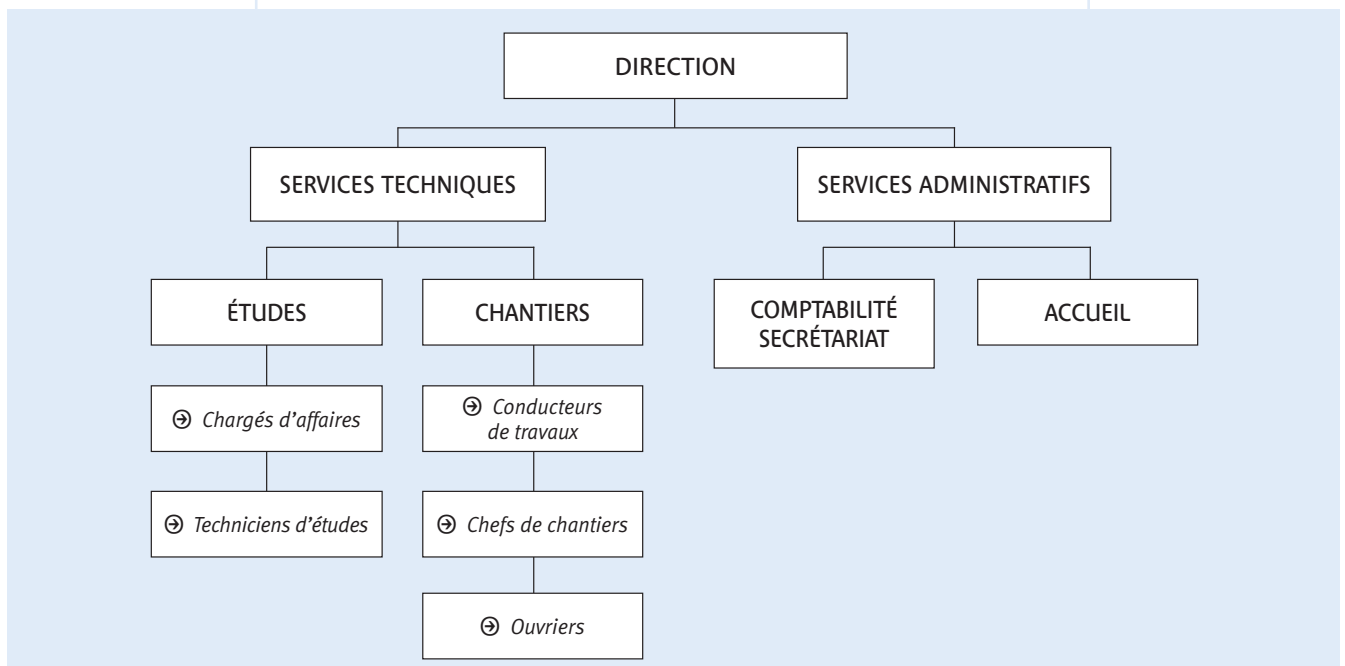 DIRECTION
SERVICES TECHNIQUES
SERVICES ADMINISTRATIFS
ÉTUDES
CHANTIERS
COMPTABILITÉ
SECRÉTARIAT
ACCUEIL
Chargés d'affaires
Conducteurs
de travaux
Techniciens d'études
Chefs de chantiers
Ouvriers